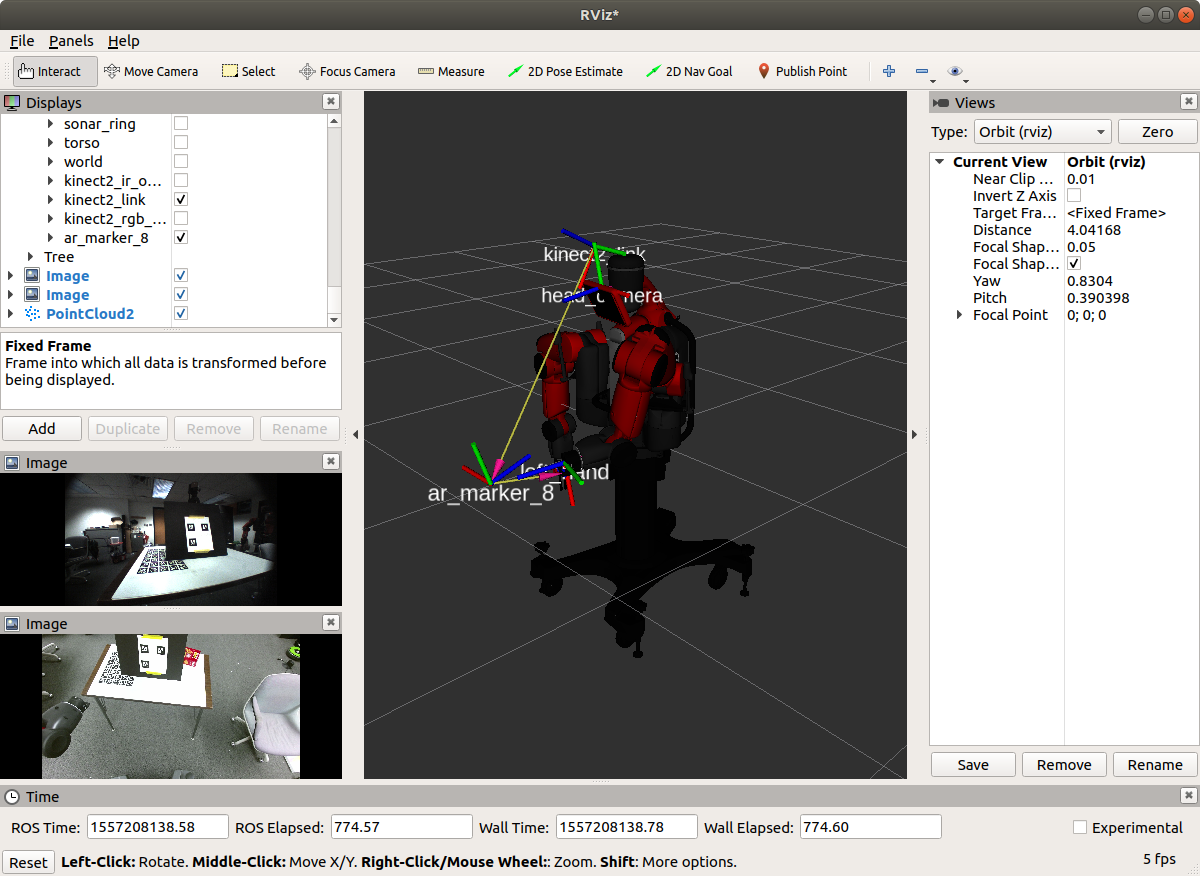 RViz*
File Panels Help
Interact Move Camera Select Focus Camera Measure 2D Pose Estimate 2D Nav Goal Publish Point
Displays
sonar_ring
torso
world
kinect2_ir_o...
kinect2_link
kinect2_rgb_...
ar_marker_8
Tree
Image
Image
PointCloud2
Fixed Frame
Frame into which all data is transformed before
being displayed.
Add Duplicate Remove Rename
Image
Image
kinect2_link
head_camera
left_hand
ar_marker_8
Views
Type: Orbit (rviz) Zero
Current View Orbit (rviz)
Near Clip ... 0.01
Invert Z Axis
Target Fra... <Fixed Frame>
Distance 4.04168
Focal Shap... 0.05
Focal Shap...
Yaw 0.8304
Pitch 0.390398
Focal Point 0; 0; 0
Save Remove Rename
Time
ROS Time: 1557208138.58 ROS Elapsed: 774.57 Wall Time: 1557208138.78 Wall Elapsed: 774.60 Experimental
Reset Left-Click: Rotate. Middle-Click: Move X/Y. Right-Click/Mouse Wheel:: Zoom. Shift: More options. 5 fps